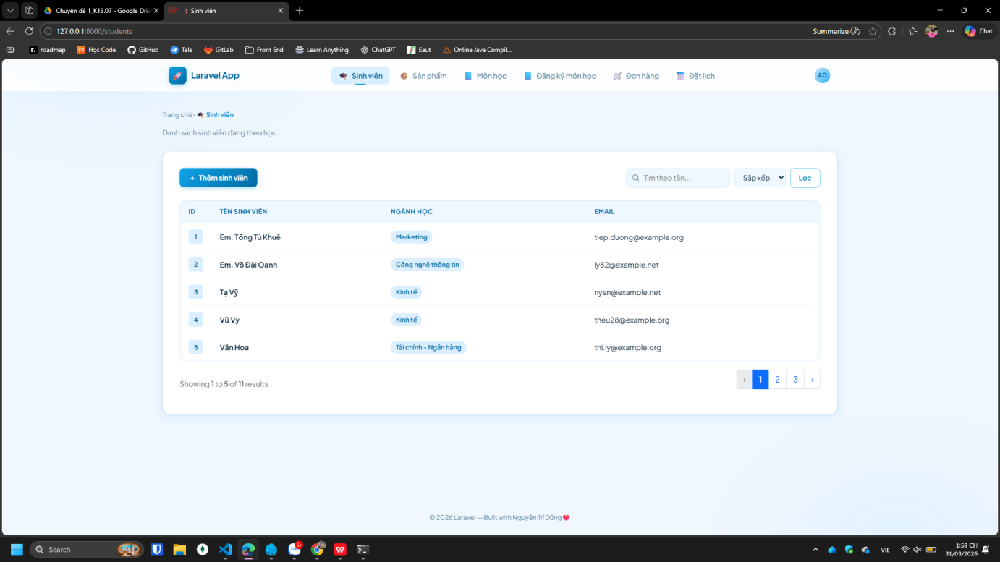 Chuyên đề 1_K13.07 - Google Driv
Sinh viên
127.0.0.1:8000/students
Summarize
Chat
roadmap
F8 Học Code
GitHub
Tele
GitLab
Front End
Learn Anything
ChatGPT
Eaut
Online Java Compil...
Laravel App
Sinh viên
Sản phẩm
Môn học
Đăng ký môn học
Đơn hàng
Đặt lịch
AD
Trang chủ › Sinh viên
Danh sách sinh viên đang theo học.
+ Thêm sinh viên
Tìm theo tên...
Sắp xếp
Lọc
ID TÊN SINH VIÊN NGÀNH HỌC EMAIL
1 Em. Tống Tú Khuê Marketing tiep.duong@example.org
2 Em. Võ Đài Oanh Công nghệ thông tin ly82@example.net
3 Tạ Vỹ Kinh tế nyen@example.net
4 Vũ Vy Kinh tế theu28@example.org
5 Văn Hoa Tài chính - Ngân hàng thi.ly@example.org
Showing 1 to 5 of 11 results
‹ 1 2 3 ›
© 2026 Laravel — Built with Nguyễn Trí Dũng
Search
5+
VIE
1:59 CH
31/03/2026